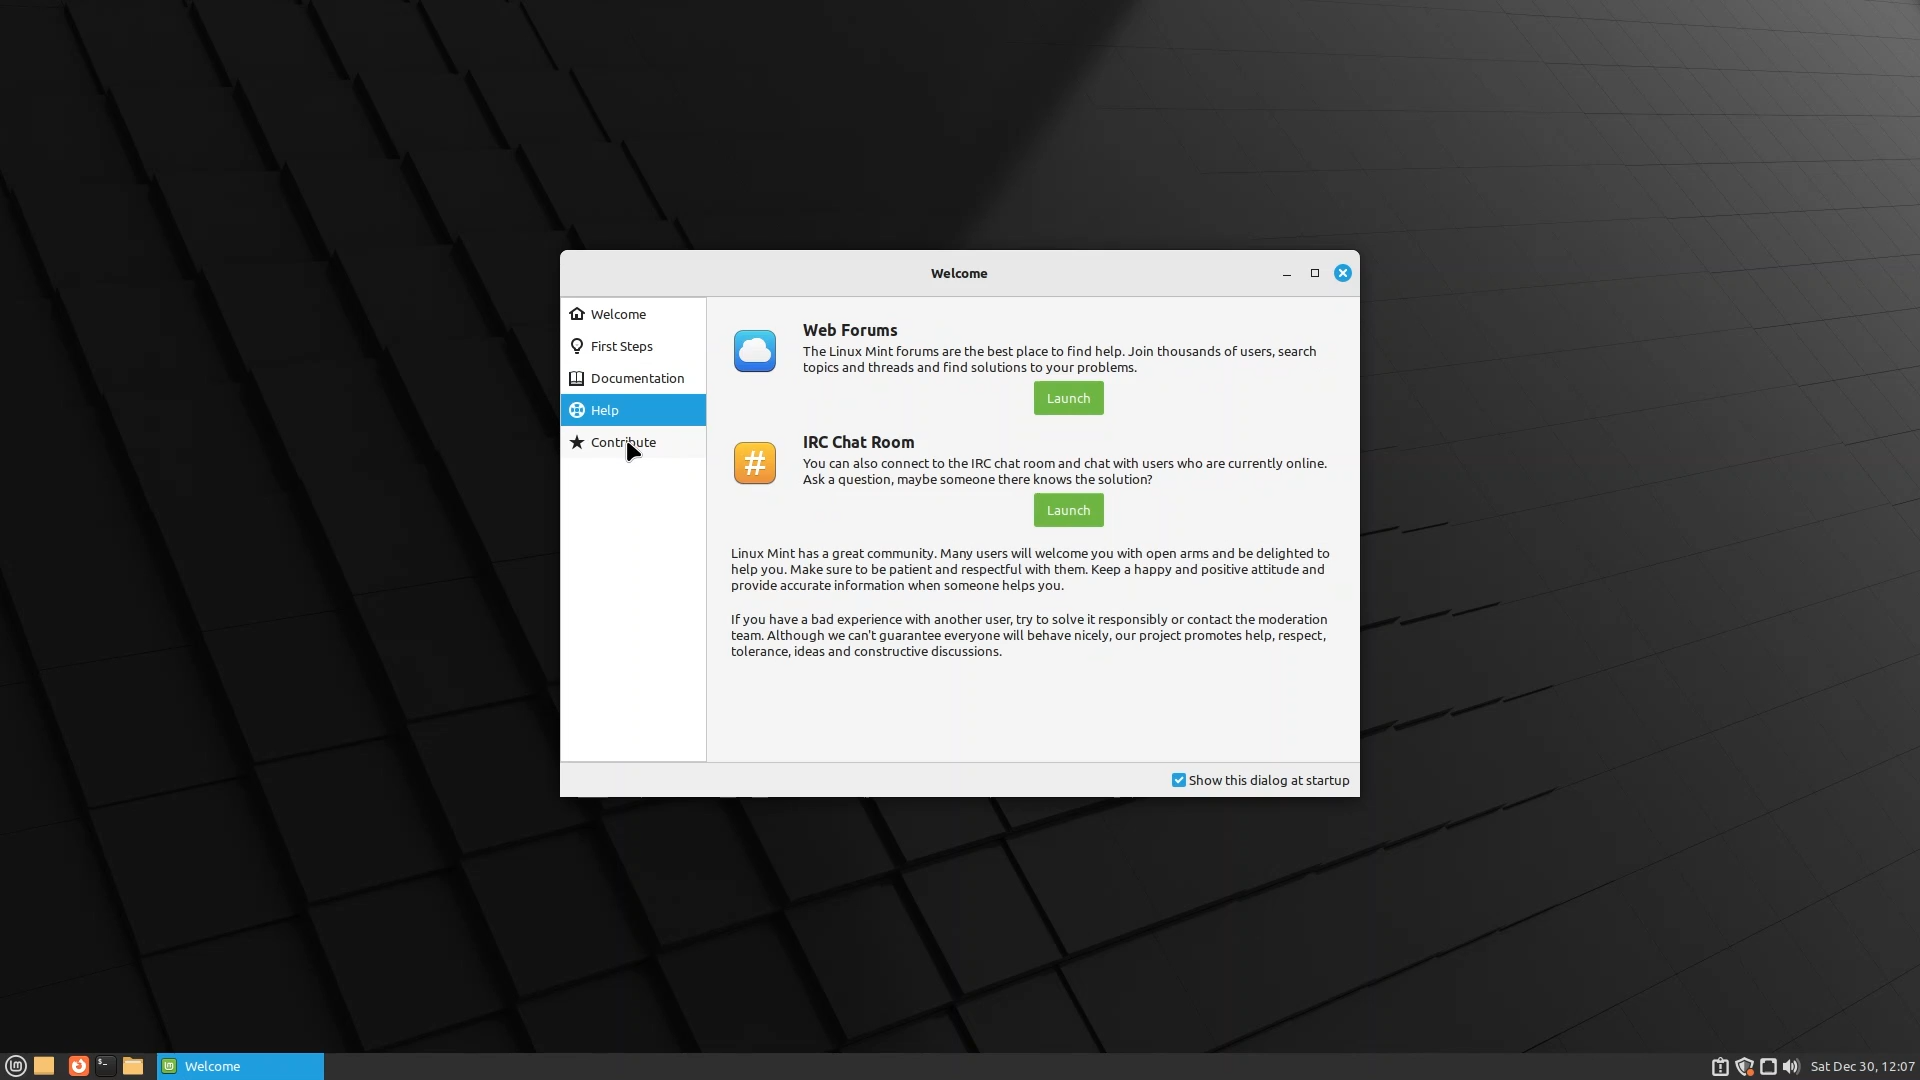 Welcome
Welcome
First Steps
Documentation
Help
Contribute
Web Forums
The Linux Mint forums are the best place to find help. Join thousands of users, search
topics and threads and find solutions to your problems.
Launch
#
IRC Chat Room
You can also connect to the IRC chat room and chat with users who are currently online.
Ask a question, maybe someone there knows the solution?
Launch
Linux Mint has a great community. Many users will welcome you with open arms and be delighted to
help you. Make sure to be patient and respectful with them. Keep a happy and positive attitude and
provide accurate information when someone helps you.
If you have a bad experience with another user, try to solve it responsibly or contact the moderation
team. Although we can't guarantee everyone will behave nicely, our project promotes help, respect,
tolerance, ideas and constructive discussions.
Show this dialog at startup
Welcome
Sat Dec 30, 12:07